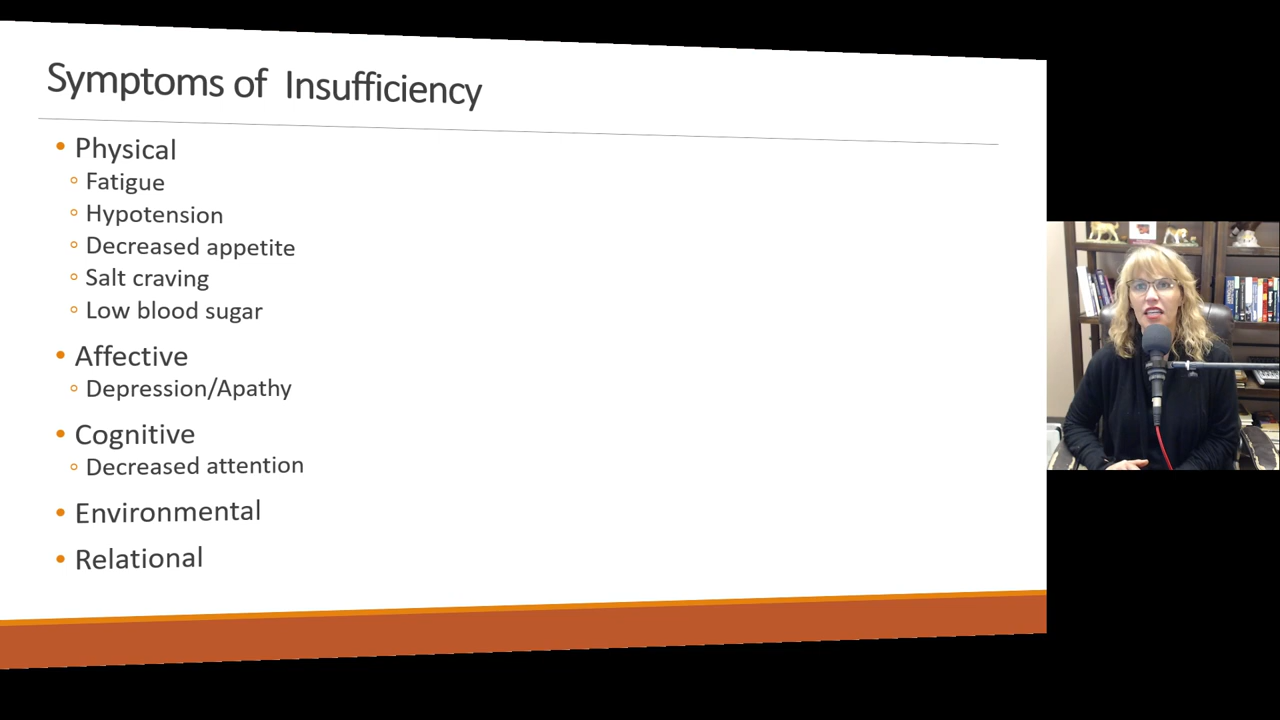 Symptoms of Insufficiency
• Physical
◦ Fatigue
◦ Hypotension
◦ Decreased appetite
◦ Salt craving
◦ Low blood sugar
• Affective
◦ Depression/Apathy
• Cognitive
◦ Decreased attention
• Environmental
• Relational